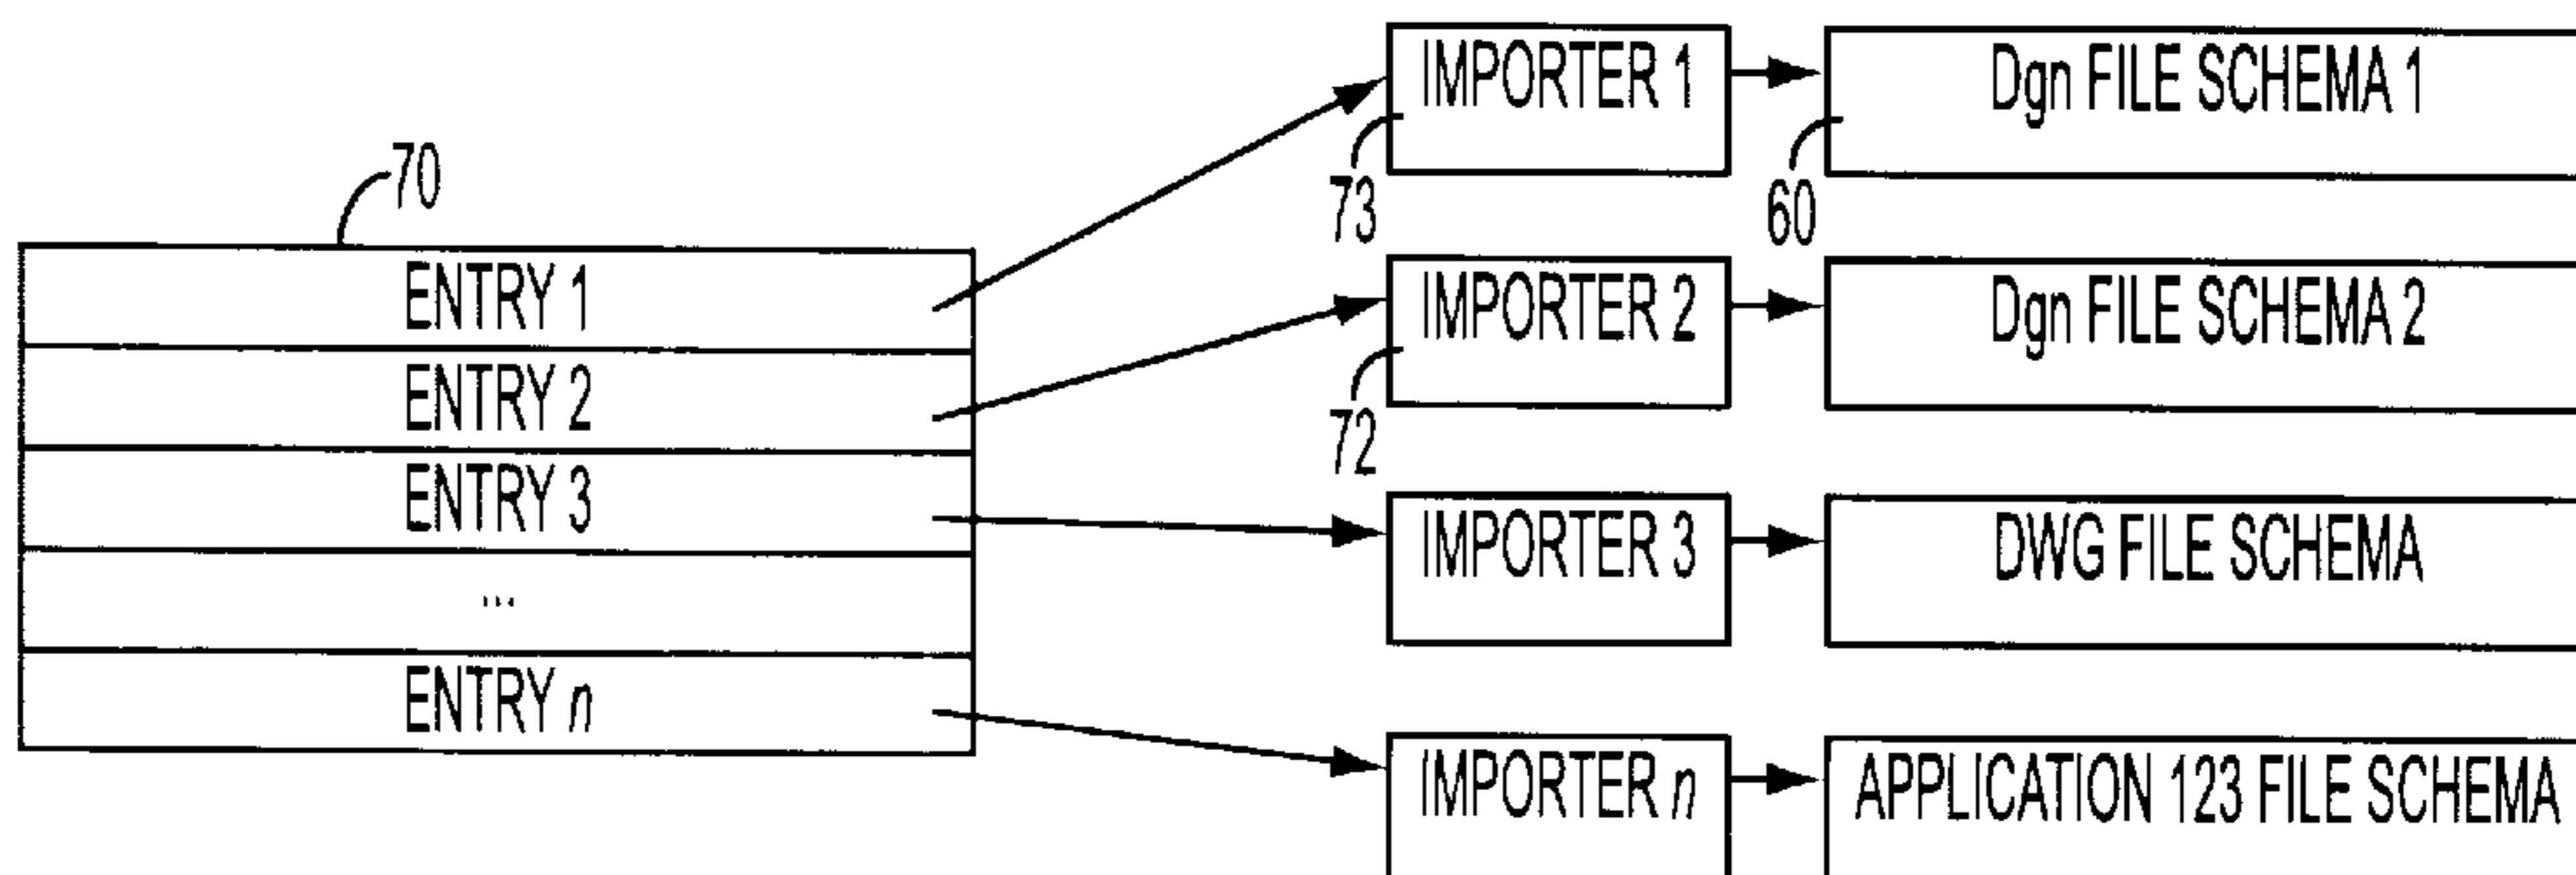 70
ENTRY 1
ENTRY 2
ENTRY 3
...
ENTRY n
IMPORTER 1
73
Dgn FILE SCHEMA 1
60
IMPORTER 2
72
Dgn FILE SCHEMA 2
IMPORTER 3
DWG FILE SCHEMA
IMPORTER n
APPLICATION 123 FILE SCHEMA